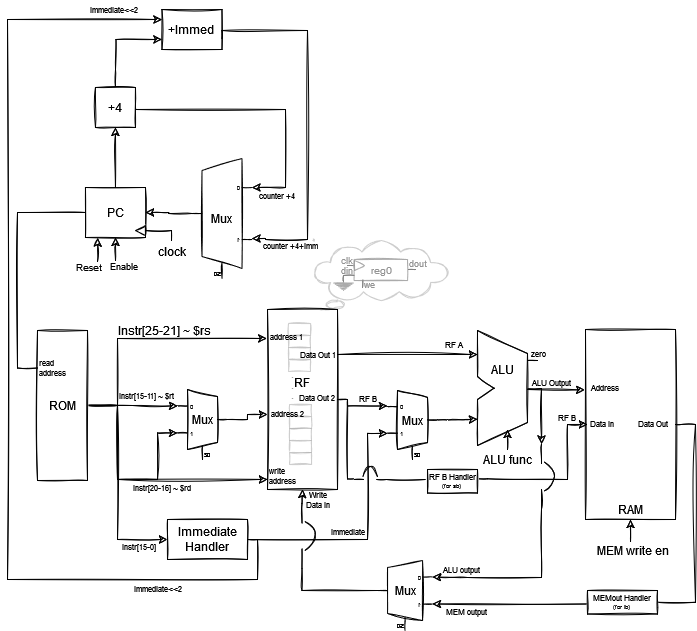 Immediate<<2
+Immed
+4
PC
Mux
0
counter +4
counter +4+Imm
clock
Reset
Enable
clk
din
reg0
dout
we
Instr[25-21] ~ $rs
address 1
Data Out 1
RF A
zero
ALU
read
address
ROM
Instr[15-11] ~ $rt
Mux
0
1
RF
Data Out 2
address 2
RF B
Mux
0
1
ALU Output
Address
RF B
Data In
Data Out
ALU func
write
address
Instr[20-16] ~ $rd
Write
Data In
RF B Handler
(for sb)
RAM
MEM write en
Instr[15-0]
Immediate
Handler
Immediate
Immediate<<2
Mux
ALU output
MEM output
MEMout Handler
(for lb)